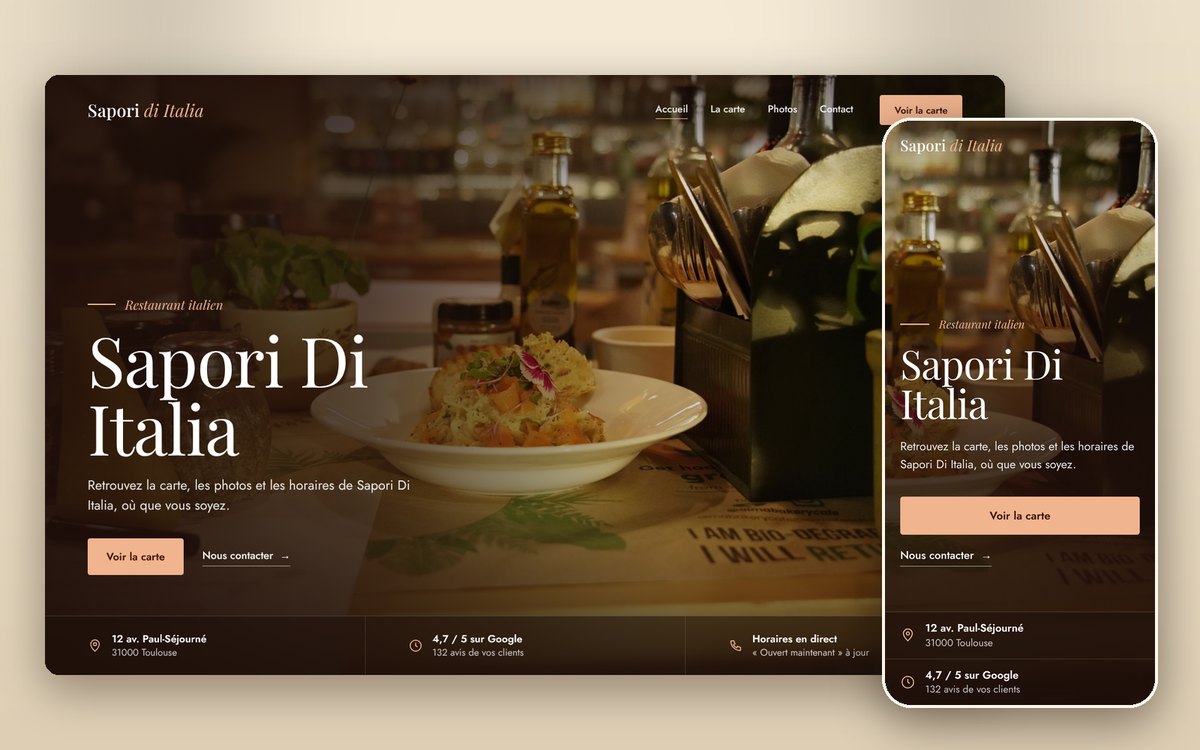 Sapori di Italia
Accueil
La carte
Photos
Contact
Voir la carte
Restaurant italien
Sapori Di
Italia
Retrouvez la carte, les photos et les horaires de Sapori Di
Italia, où que vous soyez.
Voir la carte
Nous contacter →
12 av. Paul-Séjourné
31000 Toulouse
4,7 / 5 sur Google
132 avis de vos clients
Horaires en direct
« Ouvert maintenant » à jour
I AM BIO-DEGRA
I WILL RETU
Sapori di Italia
Restaurant italien
Sapori Di
Italia
Retrouvez la carte, les photos et les horaires de
Sapori Di Italia, où que vous soyez.
Voir la carte
Nous contacter →
12 av. Paul-Séjourné
31000 Toulouse
4,7 / 5 sur Google
132 avis de vos clients